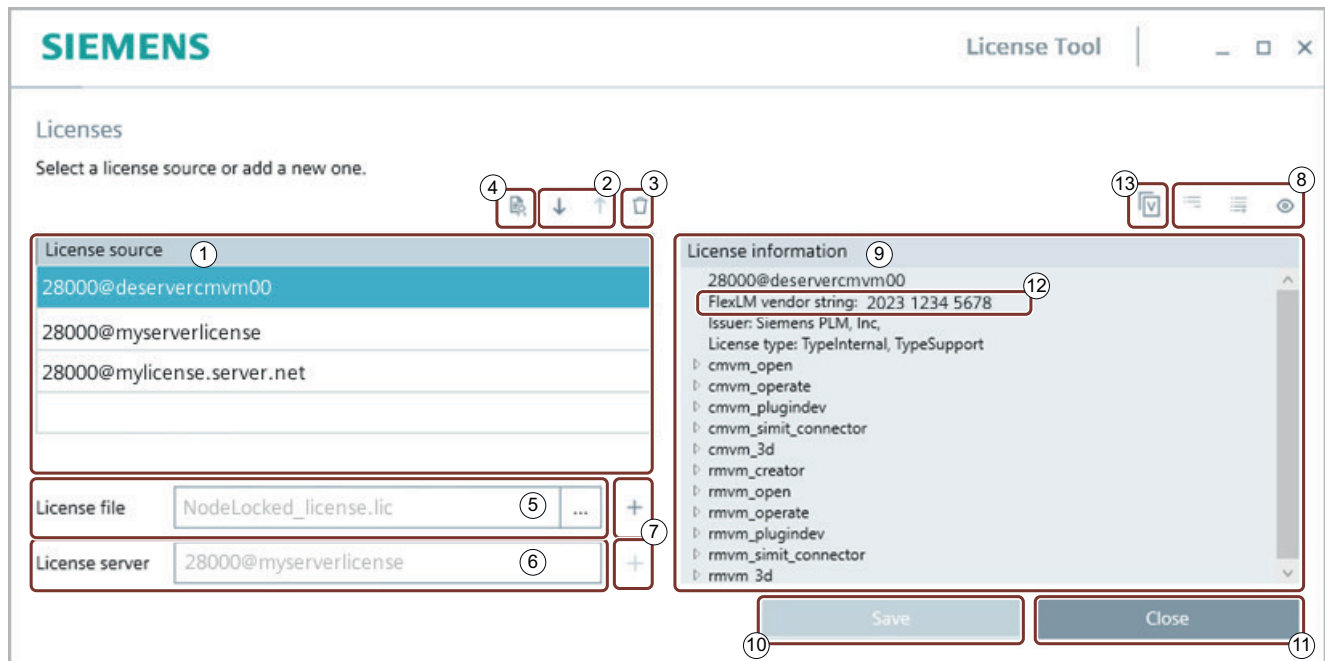 SIEMENS
License Tool
Licenses
Select a license source or add a new one.
4
2
3
13
8
V
License source 1
28000@deservercmvm00
28000@myserverlicense
28000@mylicense.server.net
License file NodeLocked_license.lic 5 ... +
7
License server 28000@myserverlicense 6 +
License information 9
28000@deservercmvm00
12
FlexLM vendor string: 2023 1234 5678
Issuer: Siemens PLM, Inc,
License type: TypeInternal, TypeSupport
cmvm_open
cmvm_operate
cmvm_plugindev
cmvm_simit_connector
cmvm_3d
rmvm_creator
rmvm_open
rmvm_operate
rmvm_plugindev
rmvm_simit_connector
rmvm_3d
Save
Close
10
11